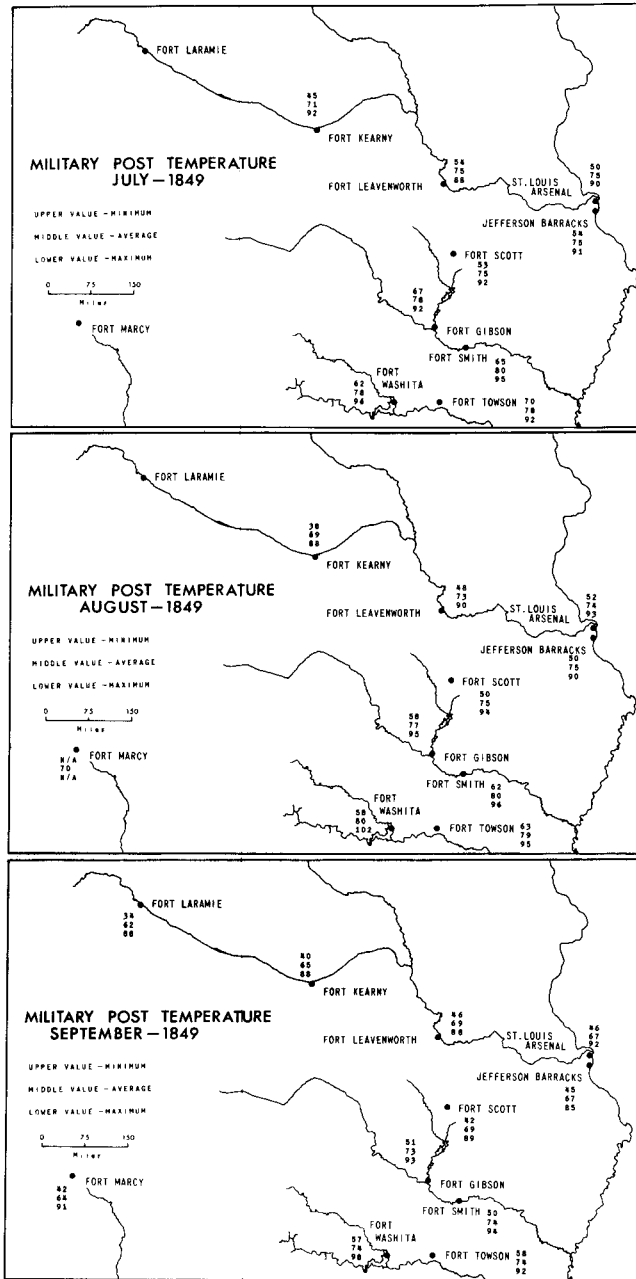 FORT LARAMIE
45
71
92
FORT KEARNY
MILITARY POST TEMPERATURE
JULY—1849
54
75
88
FORT LEAVENWORTH
ST. LOUIS
ARSENAL
50
75
90
UPPER VALUE – MINIMUM
MIDDLE VALUE – AVERAGE
LOWER VALUE – MAXIMUM
JEFFERSON BARRACKS
54
75
91
0 75 150
Miles
FORT SCOTT
53
75
92
FORT MARCY
67
78
92
FORT GIBSON
FORT SMITH
65
80
95
FORT
WASHITA
62
78
96
FORT TOWSON
70
78
92
FORT LARAMIE
38
69
88
FORT KEARNY
MILITARY POST TEMPERATURE
AUGUST—1849
48
73
90
FORT LEAVENWORTH
ST. LOUIS
ARSENAL
52
74
93
UPPER VALUE – MINIMUM
MIDDLE VALUE – AVERAGE
LOWER VALUE – MAXIMUM
JEFFERSON BARRACKS
50
75
90
0 75 150
Miles
FORT SCOTT
50
75
94
FORT MARCY
N/A
70
N/A
58
77
95
FORT GIBSON
FORT SMITH
62
80
96
FORT
WASHITA
58
80
102
FORT TOWSON
63
79
95
FORT LARAMIE
34
62
88
40
65
88
FORT KEARNY
MILITARY POST TEMPERATURE
SEPTEMBER—1849
46
69
88
FORT LEAVENWORTH
ST. LOUIS
ARSENAL
46
67
92
UPPER VALUE – MINIMUM
MIDDLE VALUE – AVERAGE
LOWER VALUE – MAXIMUM
JEFFERSON BARRACKS
45
67
85
0 75 150
Miles
FORT SCOTT
42
69
89
FORT MARCY
42
64
91
51
73
93
FORT GIBSON
FORT SMITH
50
74
94
FORT
WASHITA
57
74
98
FORT TOWSON
58
74
92